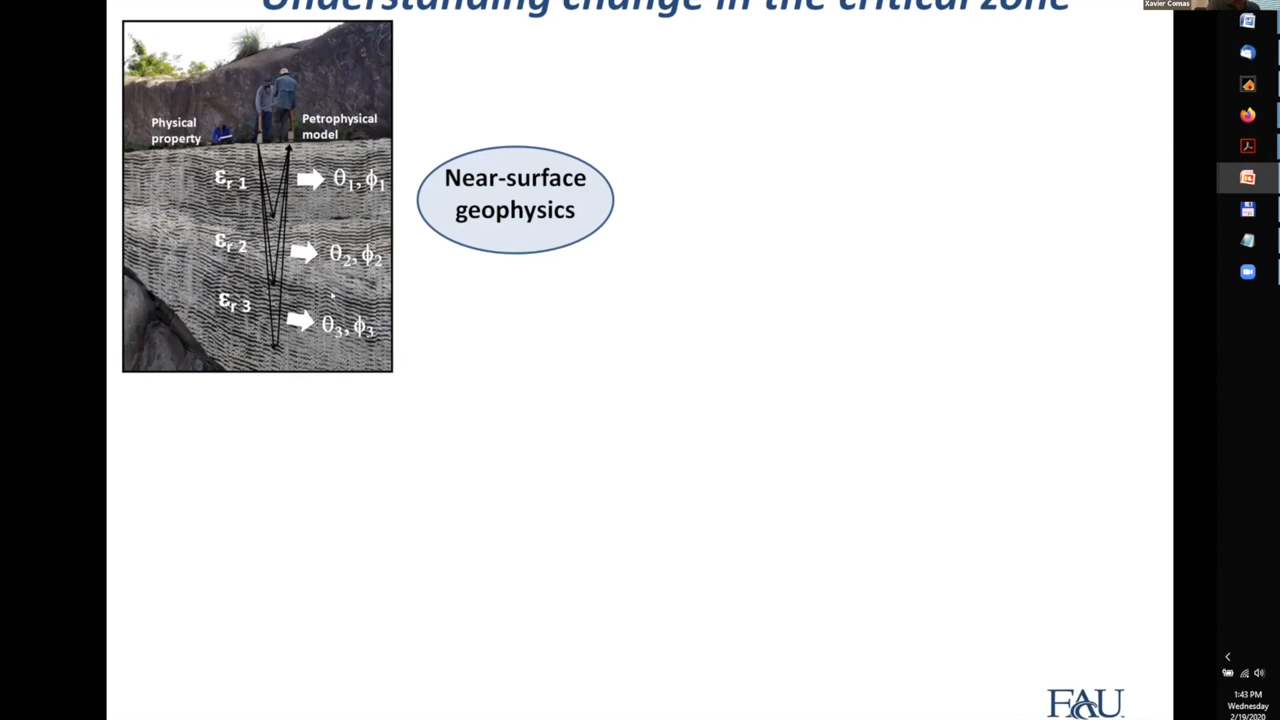 Understanding change in the critical zone
Xavier Comas
Physical
property
Petrophysical
model
εr 1
θ1, ϕ1
εr 2
θ2, ϕ2
εr 3
θ3, ϕ3
Near-surface
geophysics
FAU
1:43 PM
Wednesday
2/19/2020